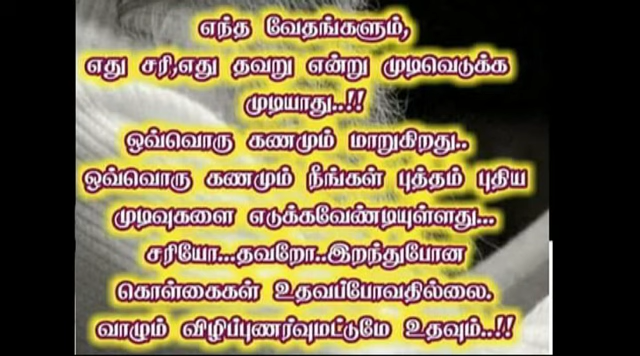 எந்த வேதங்களும்,
எது சரி,எது தவறு என்று முடிவெடுக்க
முடியாது..!!
ஒவ்வொரு கணமும் மாறுகிறது..
ஒவ்வொரு கணமும் நீங்கள் புத்தம் புதிய
முடிவுகளை எடுக்கவேண்டியுள்ளது...
சரியோ...தவறோ..இறந்துபோன
கொள்கைகள் உதவப்போவதில்லை.
வாழும் விழிப்புணர்வுமட்டுமே உதவும்..!!